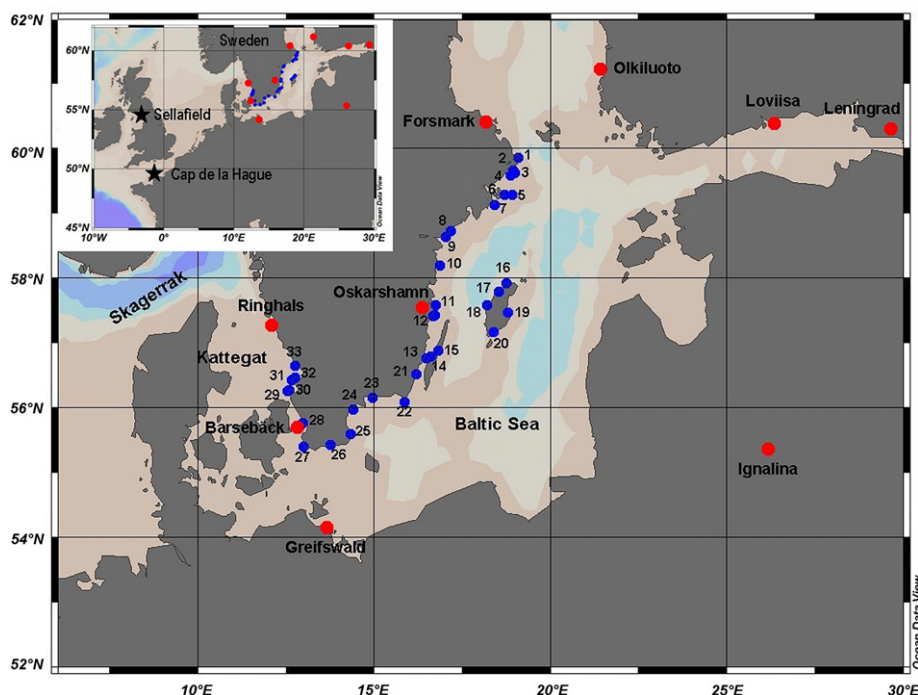 62°N
60°N
58°N
56°N
54°N
52°N
10°E
15°E
20°E
25°E
30°E
60°N
55°N
50°N
45°N
10°W
0°
10°E
20°E
30°E
Sweden
Sellafield
Cap de la Hague
Ocean Data View
Olkiluoto
Loviisa
Leningrad
Forsmark
1
2
3
4
5
6
7
8
9
10
16
17
Skagerrak
Oskarshamn
11
18
19
Ringhals
12
20
Kattegat
33
13
15
14
32
31
21
30
29
23
24
22
28
Barsebäck
Baltic Sea
25
27
26
Ignalina
Greifswald
Ocean Data View